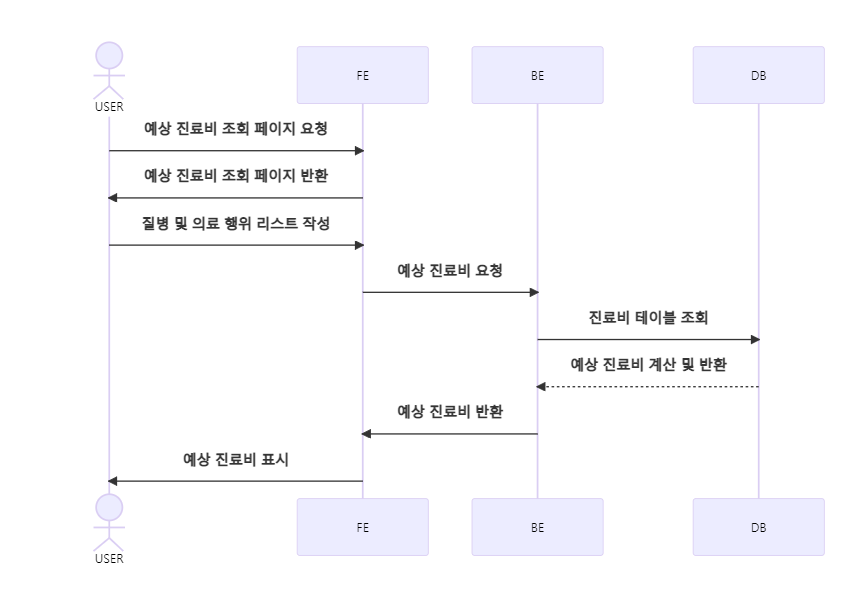 FE
BE
DB
USER
예상 진료비 조회 페이지 요청
예상 진료비 조회 페이지 반환
질병 및 의료 행위 리스트 작성
예상 진료비 요청
진료비 테이블 조회
예상 진료비 계산 및 반환
예상 진료비 반환
예상 진료비 표시
FE
BE
DB
USER